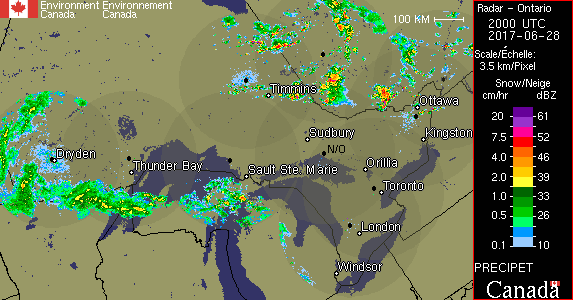 Environment Environnement
Canada Canada
100 KM
Radar - Ontario
2000 UTC
2017-06-28
Scale/Échelle:
3.5 km/Pixel
Snow/Neige
cm/hr dBZ
20 61
7.5 52
4.0 46
2.0 39
1.0 33
0.5 26
0.1 10
Timmins
Ottawa
Sudbury
Kingston
N/O
Dryden
Thunder Bay
Sault Ste. Marie
Orillia
Toronto
London
Windsor
PRECIPET
Canada